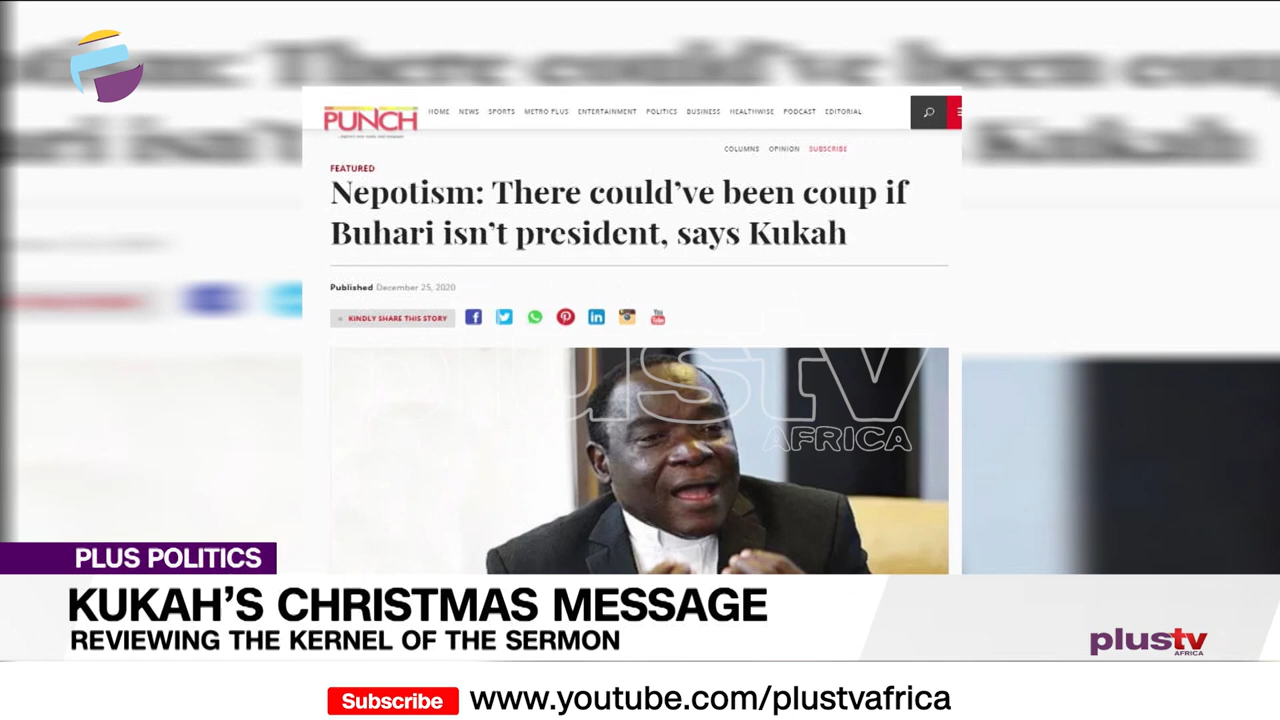 PUNCH
HOME NEWS SPORTS METRO PLUS ENTERTAINMENT POLITICS BUSINESS HEALTHWISE PODCAST EDITORIAL
COLUMNS OPINION SUBSCRIBE
FEATURED
Nepotism: There could've been coup if
Buhari isn't president, says Kukah
Published December 25, 2020
KINDLY SHARE THIS STORY
plustv
AFRICA
PLUS POLITICS
KUKAH'S CHRISTMAS MESSAGE
REVIEWING THE KERNEL OF THE SERMON
plustv
AFRICA
Subscribe www.youtube.com/plustvafrica